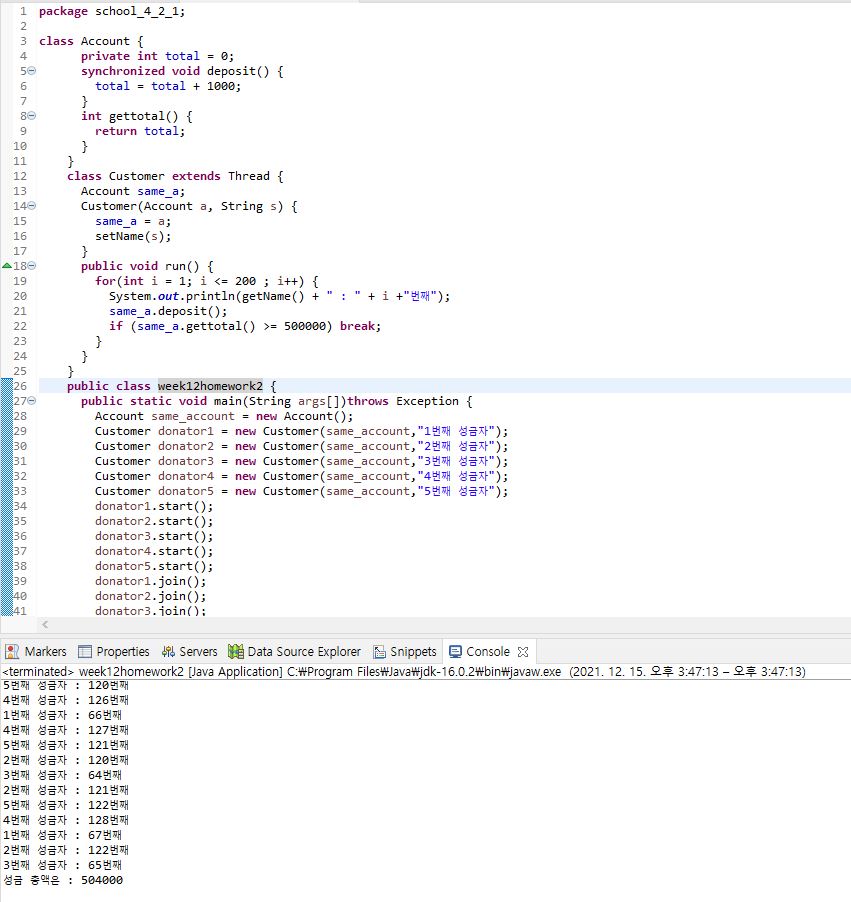 1 package school_4_2_1;
2
3 class Account {
4 private int total = 0;
5 synchronized void deposit() {
6 total = total + 1000;
7 }
8 int gettotal() {
9 return total;
10 }
11 }
12 class Customer extends Thread {
13 Account same_a;
14 Customer(Account a, String s) {
15 same_a = a;
16 setName(s);
17 }
18 public void run() {
19 for(int i = 1; i <= 200 ; i++) {
20 System.out.println(getName() + " : " + i +"번째");
21 same_a.deposit();
22 if (same_a.gettotal() >= 500000) break;
23 }
24 }
25 }
26 public class week12homework2 {
27 public static void main(String args[])throws Exception {
28 Account same_account = new Account();
29 Customer donator1 = new Customer(same_account,"1번째 성금자");
30 Customer donator2 = new Customer(same_account,"2번째 성금자");
31 Customer donator3 = new Customer(same_account,"3번째 성금자");
32 Customer donator4 = new Customer(same_account,"4번째 성금자");
33 Customer donator5 = new Customer(same_account,"5번째 성금자");
34 donator1.start();
35 donator2.start();
36 donator3.start();
37 donator4.start();
38 donator5.start();
39 donator1.join();
40 donator2.join();
41 donator3.join();
Markers Properties Servers Data Source Explorer Snippets Console
<terminated> week12homework2 [Java Application] C:₩Program Files₩Java₩jdk-16.0.2₩bin₩javaw.exe (2021. 12. 15. 오후 3:47:13 – 오후 3:47:13)
5번째 성금자 : 120번째
4번째 성금자 : 126번째
1번째 성금자 : 66번째
4번째 성금자 : 127번째
5번째 성금자 : 121번째
2번째 성금자 : 120번째
3번째 성금자 : 64번째
2번째 성금자 : 121번째
5번째 성금자 : 122번째
4번째 성금자 : 128번째
1번째 성금자 : 67번째
2번째 성금자 : 122번째
3번째 성금자 : 65번째
성금 총액은 : 504000